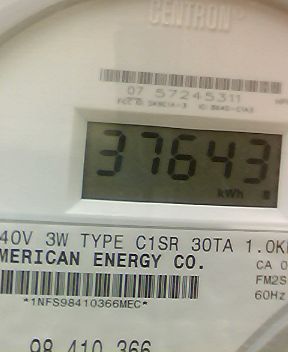 CENTRON®
07 57245311
37643
kWh
40V 3W TYPE C1SR 30TA 1.0K
MERICAN ENERGY CO.
CA 0
FM2S
*1NFS98410366MEC*
60Hz
98 410 366